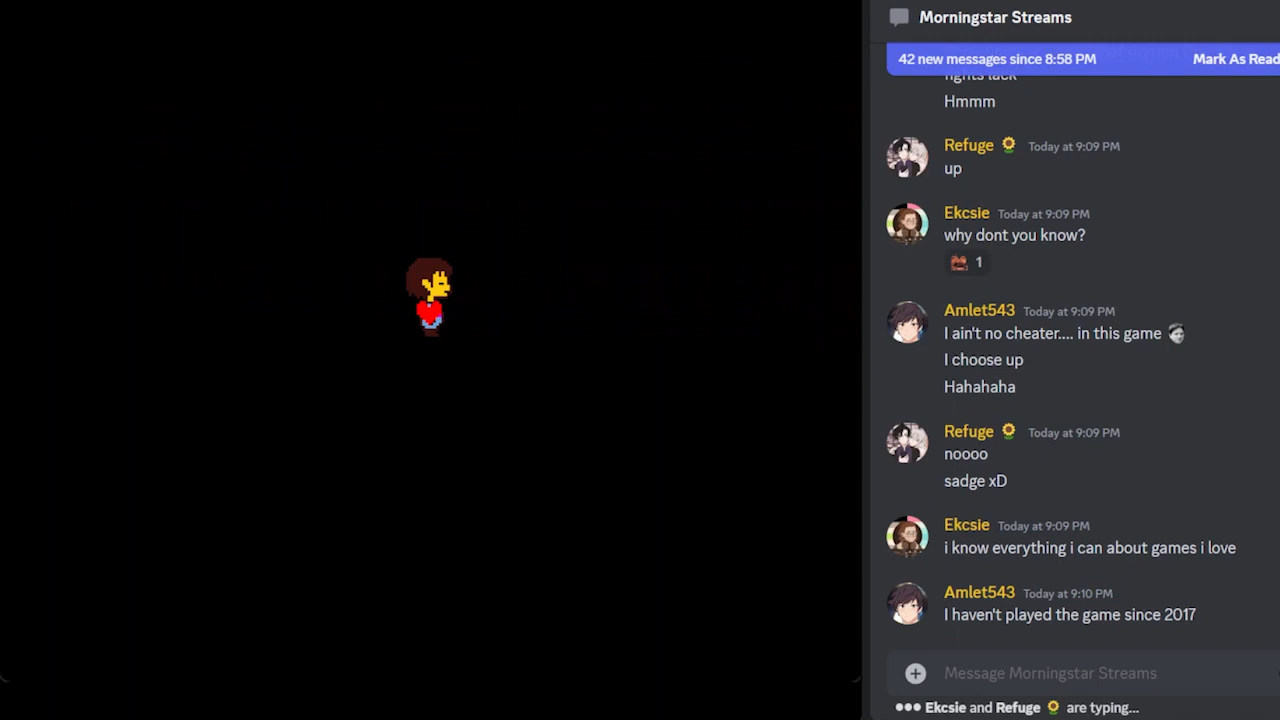 Morningstar Streams
42 new messages since 8:58 PM
Mark As Read
fights lack
Hmmm
Refuge Today at 9:09 PM
up
Ekcsie Today at 9:09 PM
why dont you know?
1
Amlet543 Today at 9:09 PM
I ain't no cheater.... in this game
I choose up
Hahahaha
Refuge Today at 9:09 PM
noooo
sadge xD
Ekcsie Today at 9:09 PM
i know everything i can about games i love
Amlet543 Today at 9:10 PM
I haven't played the game since 2017
Message Morningstar Streams
Ekcsie and Refuge are typing...